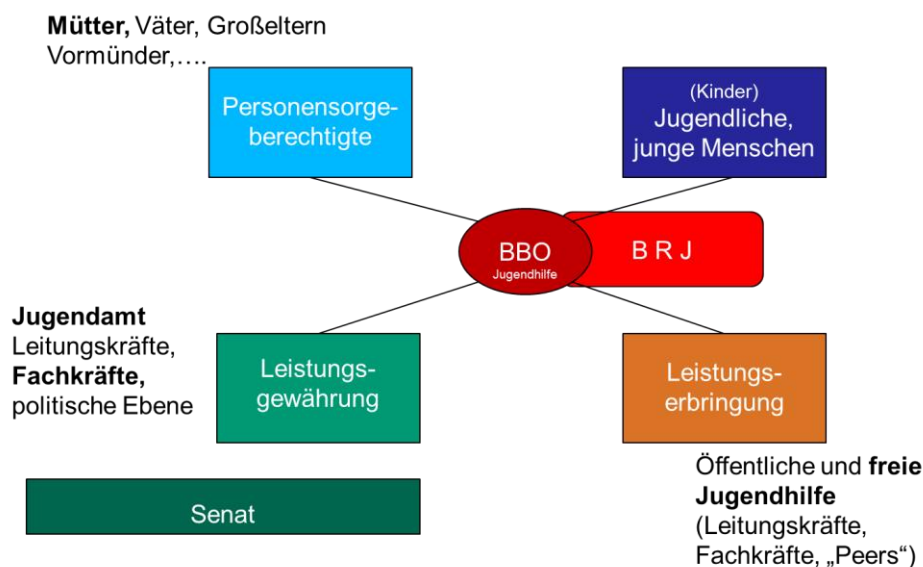 Mütter, Väter, Großeltern
Vormünder,….
Personensorge-
berechtigte
(Kinder)
Jugendliche,
junge Menschen
BBO
Jugendhilfe
B R J
Jugendamt
Leitungskräfte,
Fachkräfte,
politische Ebene
Leistungs-
gewährung
Leistungs-
erbringung
Senat
Öffentliche und freie
Jugendhilfe
(Leitungskräfte,
Fachkräfte, „Peers“)